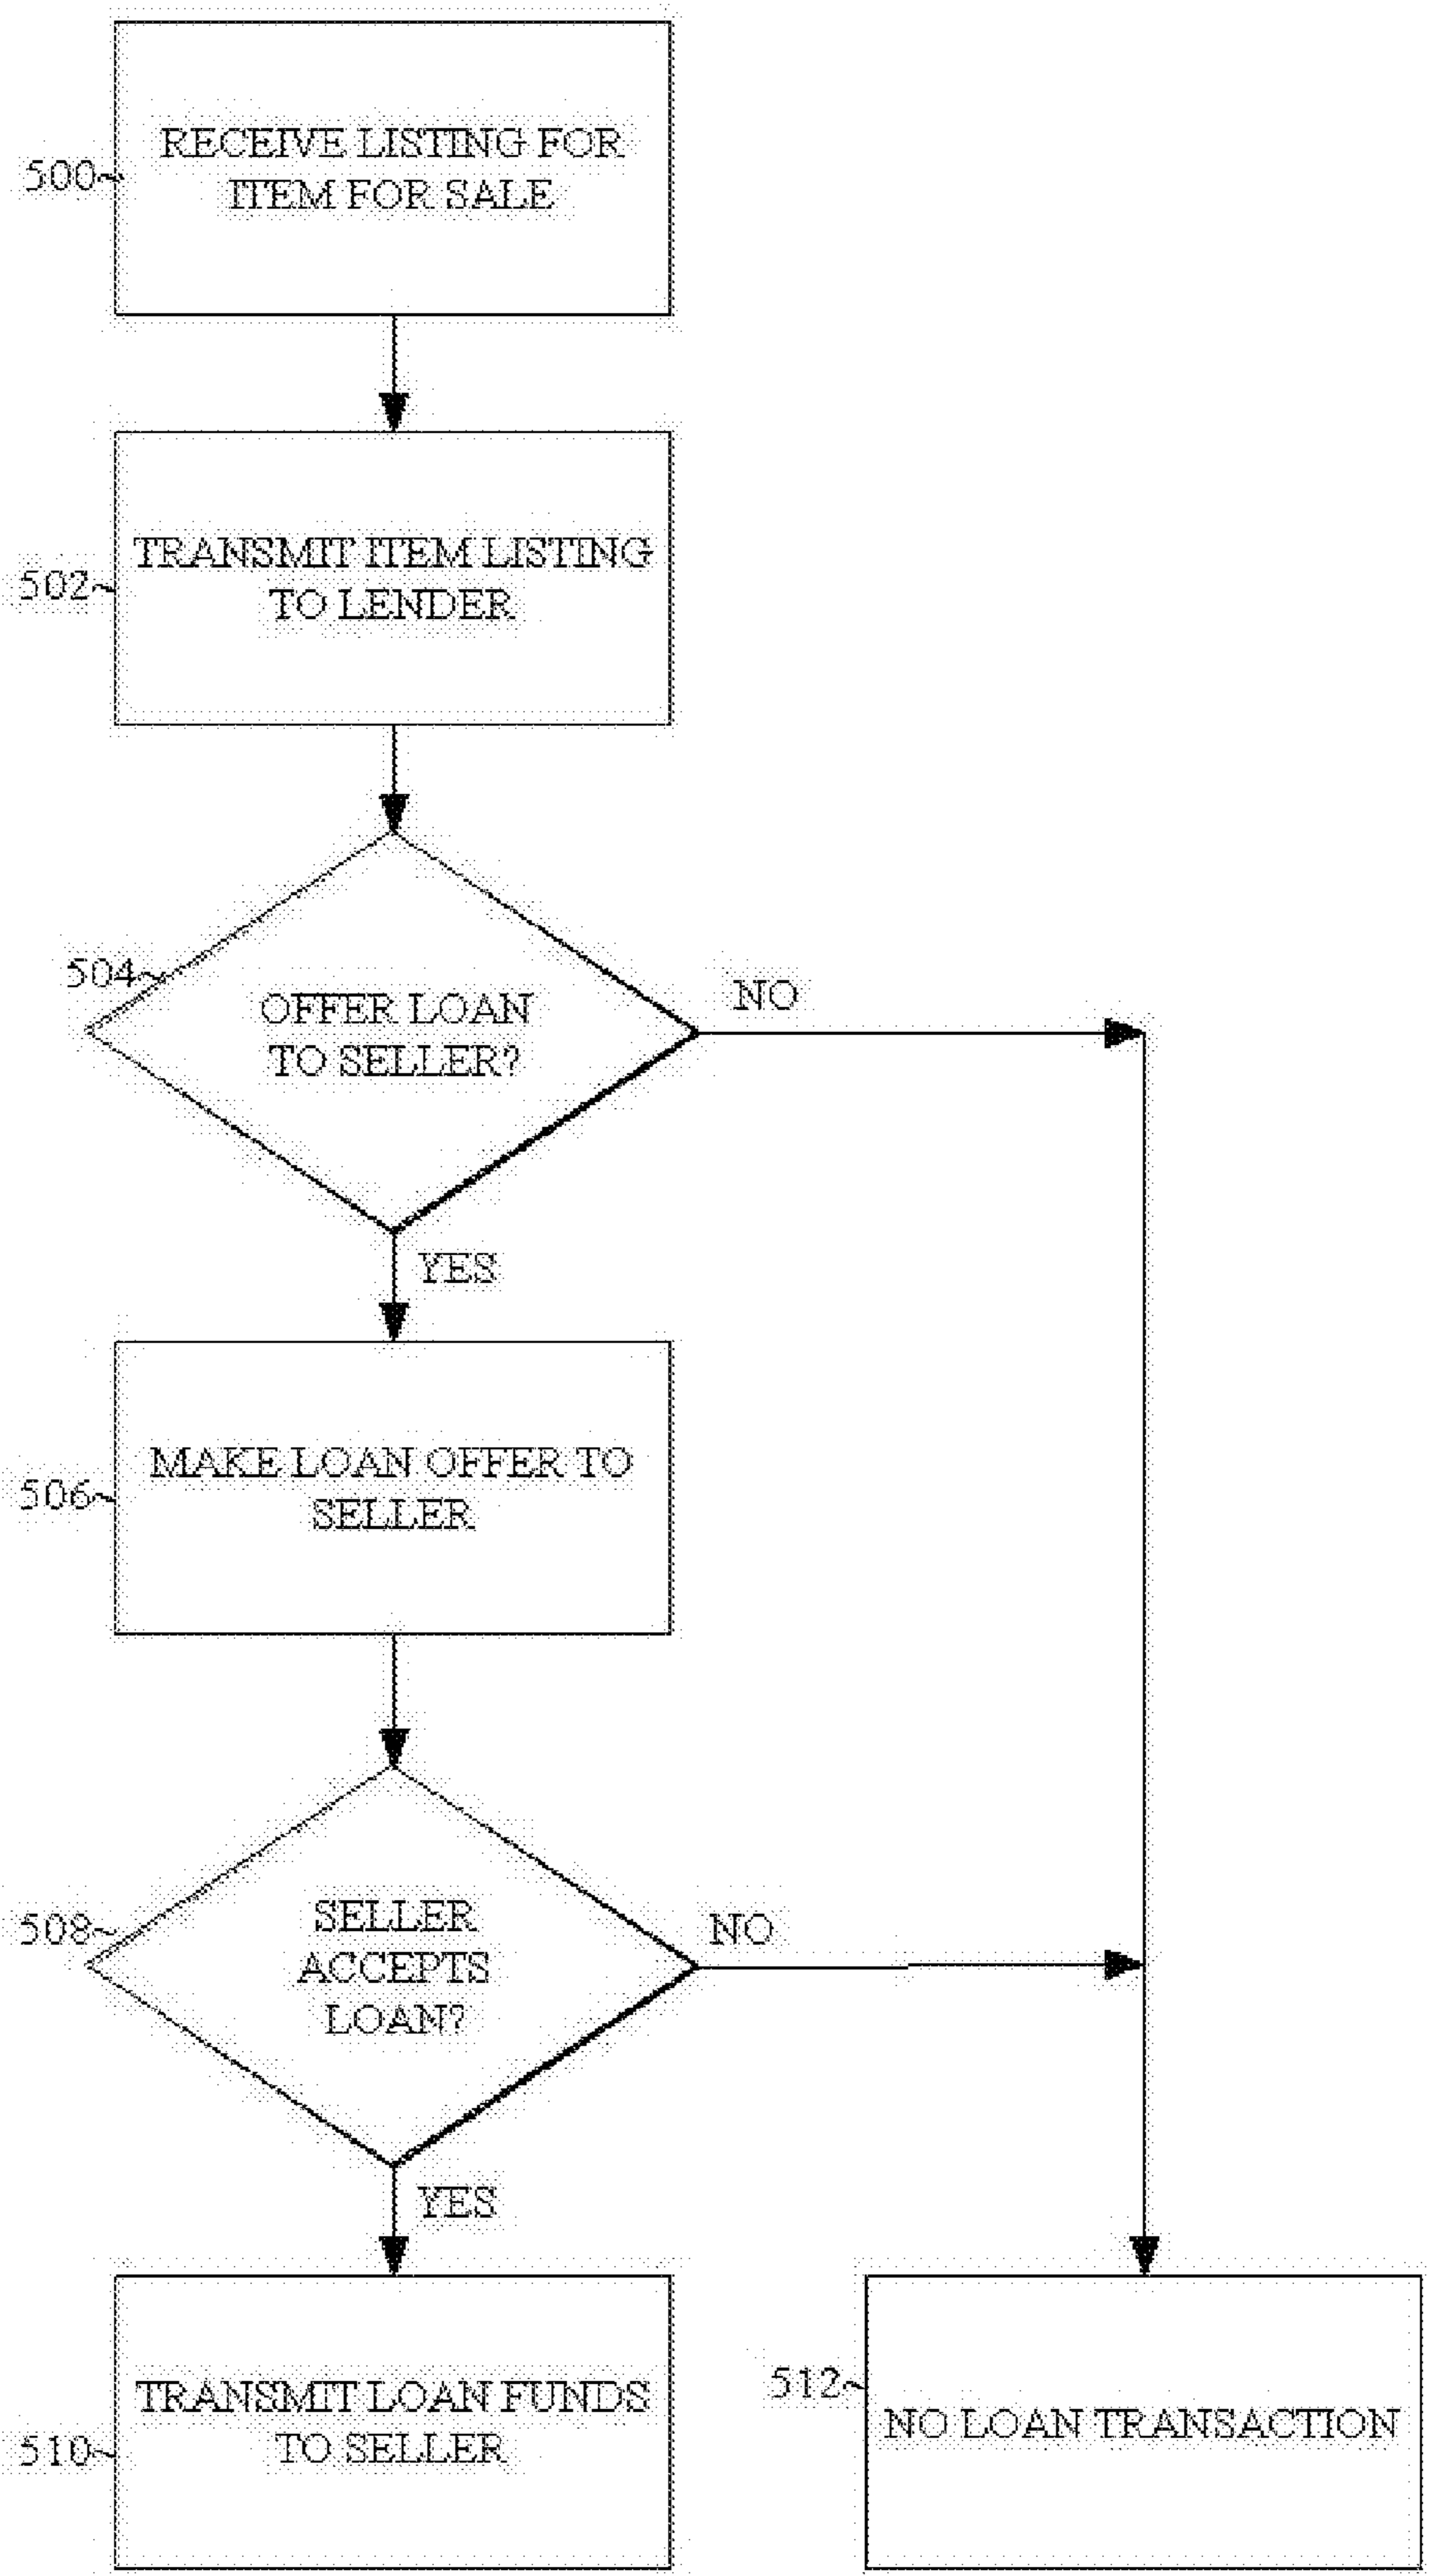 RECEIVE LISTING FOR
500
ITEM FOR SALE
TRANSMIT ITEM LISTING
502
TO LENDER
504
NO
OFFER LOAN
TO SELLER?
YES
MAKE LOAN OFFER TO
506
SELLER
508
SELLER
NO
ACCEPTS
LOAN?
YES
TRANSMIT LOAN FUNDS
512
NO LOAN TRANSACTION
510
TO SELLER